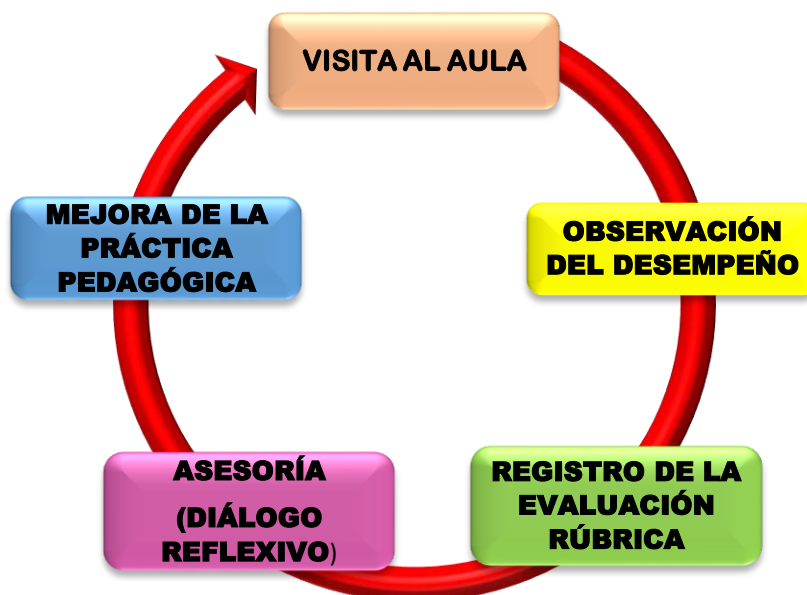 VISITA AL AULA
OBSERVACIÓN
DEL DESEMPEÑO
REGISTRO DE LA
EVALUACIÓN
RÚBRICA
ASESORÍA
(DIÁLOGO
REFLEXIVO)
MEJORA DE LA
PRÁCTICA
PEDAGÓGICA